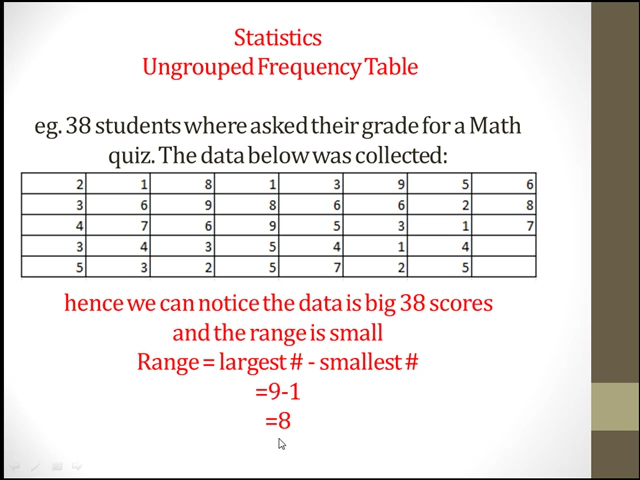 Statistics
Ungrouped Frequency Table
eg. 38 students where asked their grade for a Math
quiz. The data below was collected:
2 1 8 1 3 9 5 6
3 6 9 8 6 6 2 8
4 7 6 9 5 3 1 7
3 4 3 5 4 1 4
5 3 2 5 7 2 5
hence we can notice the data is big 38 scores
and the range is small
Range = largest # - smallest #
=9-1
=8